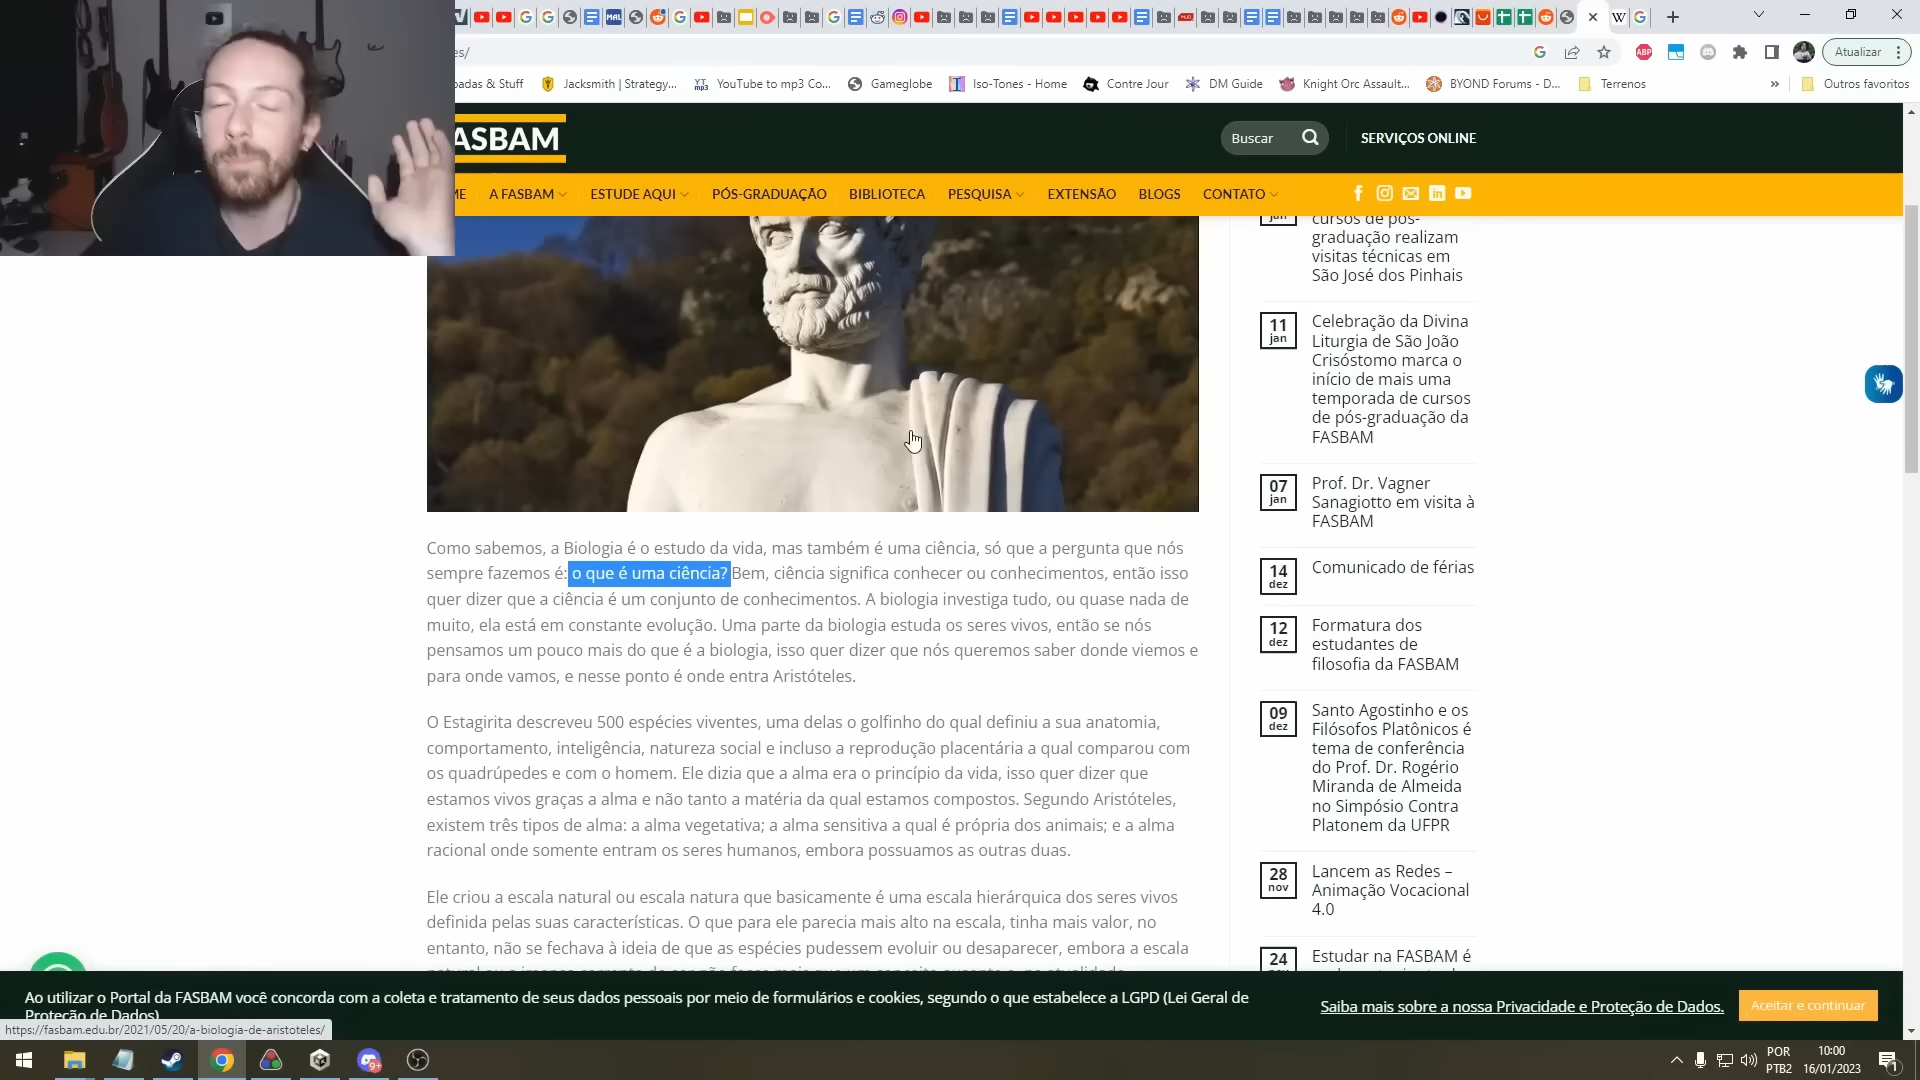 es/
Atualizar
padas & Stuff
Jacksmith | Strategy...
YouTube to mp3 Co...
Gameglobe
Iso-Tones - Home
Contre Jour
DM Guide
Knight Orc Assault...
BYOND Forums - D...
Terrenos
»
Outros favoritos
ASBAM
Buscar
SERVIÇOS ONLINE
ME
A FASBAM
ESTUDE AQUI
PÓS-GRADUAÇÃO
BIBLIOTECA
PESQUISA
EXTENSÃO
BLOGS
CONTATO
Como sabemos, a Biologia é o estudo da vida, mas também é uma ciência, só que a pergunta que nós
sempre fazemos é: o que é uma ciência? Bem, ciência significa conhecer ou conhecimentos, então isso
quer dizer que a ciência é um conjunto de conhecimentos. A biologia investiga tudo, ou quase nada de
muito, ela está em constante evolução. Uma parte da biologia estuda os seres vivos, então se nós
pensamos um pouco mais do que é a biologia, isso quer dizer que nós queremos saber donde viemos e
para onde vamos, e nesse ponto é onde entra Aristóteles.
O Estagirita descreveu 500 espécies viventes, uma delas o golfinho do qual definiu a sua anatomia,
comportamento, inteligência, natureza social e incluso a reprodução placentária a qual comparou com
os quadrúpedes e com o homem. Ele dizia que a alma era o princípio da vida, isso quer dizer que
estamos vivos graças a alma e não tanto a matéria da qual estamos compostos. Segundo Aristóteles,
existem três tipos de alma: a alma vegetativa; a alma sensitiva a qual é própria dos animais; e a alma
racional onde somente entram os seres humanos, embora possuamos as outras duas.
Ele criou a escala natural ou escala natura que basicamente é uma escala hierárquica dos seres vivos
definida pelas suas características. O que para ele parecia mais alto na escala, tinha mais valor, no
entanto, não se fechava à ideia de que as espécies pudessem evoluir ou desaparecer, embora a escala
jan
cursos de pós-
graduação realizam
visitas técnicas em
São José dos Pinhais
11
jan
Celebração da Divina
Liturgia de São João
Crisóstomo marca o
início de mais uma
temporada de cursos
de pós-graduação da
FASBAM
07
jan
Prof. Dr. Vagner
Sanagiotto em visita à
FASBAM
14
dez
Comunicado de férias
12
dez
Formatura dos
estudantes de
filosofia da FASBAM
09
dez
Santo Agostinho e os
Filósofos Platônicos é
tema de conferência
do Prof. Dr. Rogério
Miranda de Almeida
no Simpósio Contra
Platonem da UFPR
28
nov
Lancem as Redes –
Animação Vocacional
4.0
24
Estudar na FASBAM é
Ao utilizar o Portal da FASBAM você concorda com a coleta e tratamento de seus dados pessoais por meio de formulários e cookies, segundo o que estabelece a LGPD (Lei Geral de
Proteção de Dados)
Saiba mais sobre a nossa Privacidade e Proteção de Dados.
Aceitar e continuar
https://fasbam.edu.br/2021/05/20/a-biologia-de-aristoteles/
POR
PTB2
10:00
16/01/2023